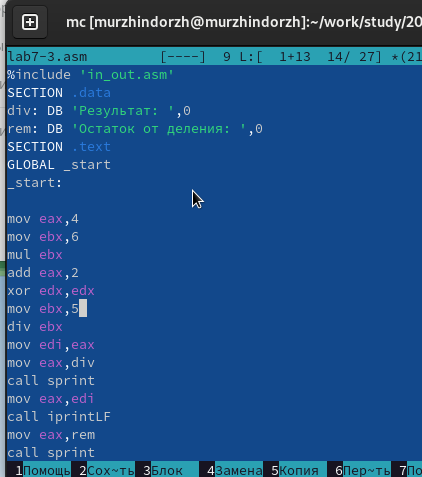 mc [murzhindorzh@murzhindorzh]:~/work/study/20
lab7-3.asm [----] 9 L:[ 1+13 14/ 27] *(21
%include 'in_out.asm'
SECTION .data
div: DB 'Результат: ',0
rem: DB 'Остаток от деления: ',0
SECTION .text
GLOBAL _start
_start:
mov eax,4
mov ebx,6
mul ebx
add eax,2
xor edx,edx
mov ebx,5
div ebx
mov edi,eax
mov eax,div
call sprint
mov eax,edi
call iprintLF
mov eax,rem
call sprint
1Помощь 2Сох~ть 3Блок 4Замена 5Копия 6Пер~ть 7По